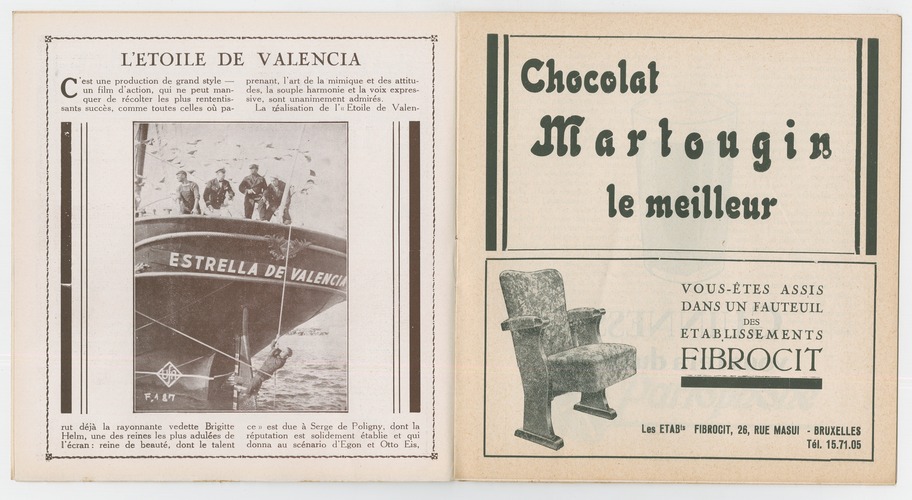 L'ETOILE DE VALENCIA
C'est une production de grand style —
un film d'action, qui ne peut man-
quer de récolter les plus rententis-
sants succès, comme toutes celles où pa-
prenant, l'art de la mimique et des attitu-
des, la souple harmonie et la voix expres-
sive, sont unanimement admirés.
La réalisation de l'« Etoile de Valen-
ESTRELLA DE VALENCIA
UFA
F.187
rut déjà la rayonnante vedette Brigitte
Helm, une des reines les plus adulées de
l'écran : reine de beauté, dont le talent
ce » est due à Serge de Poligny, dont la
réputation est solidement établie et qui
donna au scénario d'Egon et Otto Eis,
Chocolat
Martougin
le meilleur
VOUS-ÊTES ASSIS
DANS UN FAUTEUIL
DES
ETABLISSEMENTS
FIBROCIT
Les ETABts FIBROCIT, 26, RUE MASUI - BRUXELLES
Tél. 15.71.05